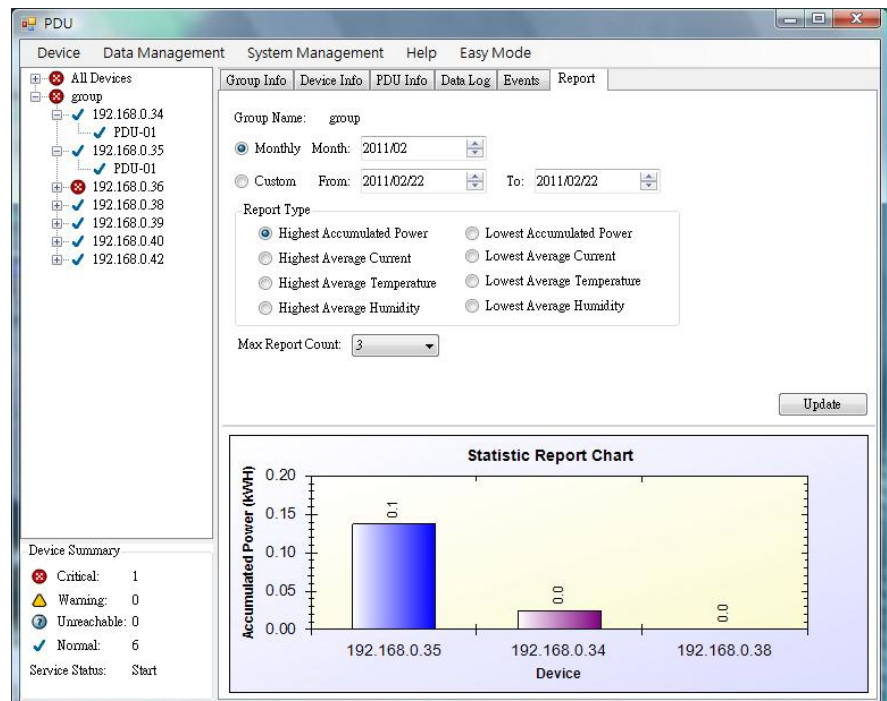 PDU
Device Data Management System Management Help Easy Mode
All Devices
group
192.168.0.34
PDU-01
192.168.0.35
PDU-01
192.168.0.36
192.168.0.38
192.168.0.39
192.168.0.40
192.168.0.42
Device Summary
Critical: 1
Warning: 0
Unreachable: 0
Normal: 6
Service Status: Start
Group Info Device Info PDU Info Data Log Events Report
Group Name: group
Monthly Month: 2011/02
Custom From: 2011/02/22 To: 2011/02/22
Report Type
Highest Accumulated Power Lowest Accumulated Power
Highest Average Current Lowest Average Current
Highest Average Temperature Lowest Average Temperature
Highest Average Humidity Lowest Average Humidity
Max Report Count: 3
Update
Statistic Report Chart
Accumulated Power (kWH)
0.20
0.15
0.10
0.05
0.00
0.1
0.0
0.0
192.168.0.35 192.168.0.34 192.168.0.38
Device